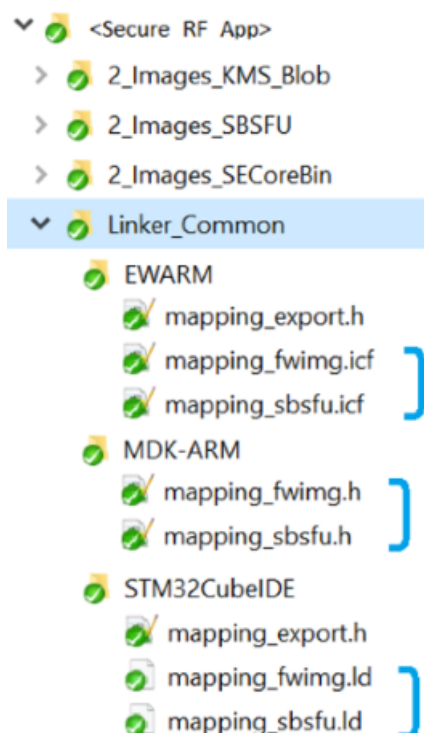 <Secure RF App>
2_Images_KMS_Blob
2_Images_SBSFU
2_Images_SECoreBin
Linker_Common
EWARM
mapping_export.h
mapping_fwimg.icf
mapping_sbsfu.icf
MDK-ARM
mapping_fwimg.h
mapping_sbsfu.h
STM32CubeIDE
mapping_export.h
mapping_fwimg.ld
mapping_sbsfu.ld